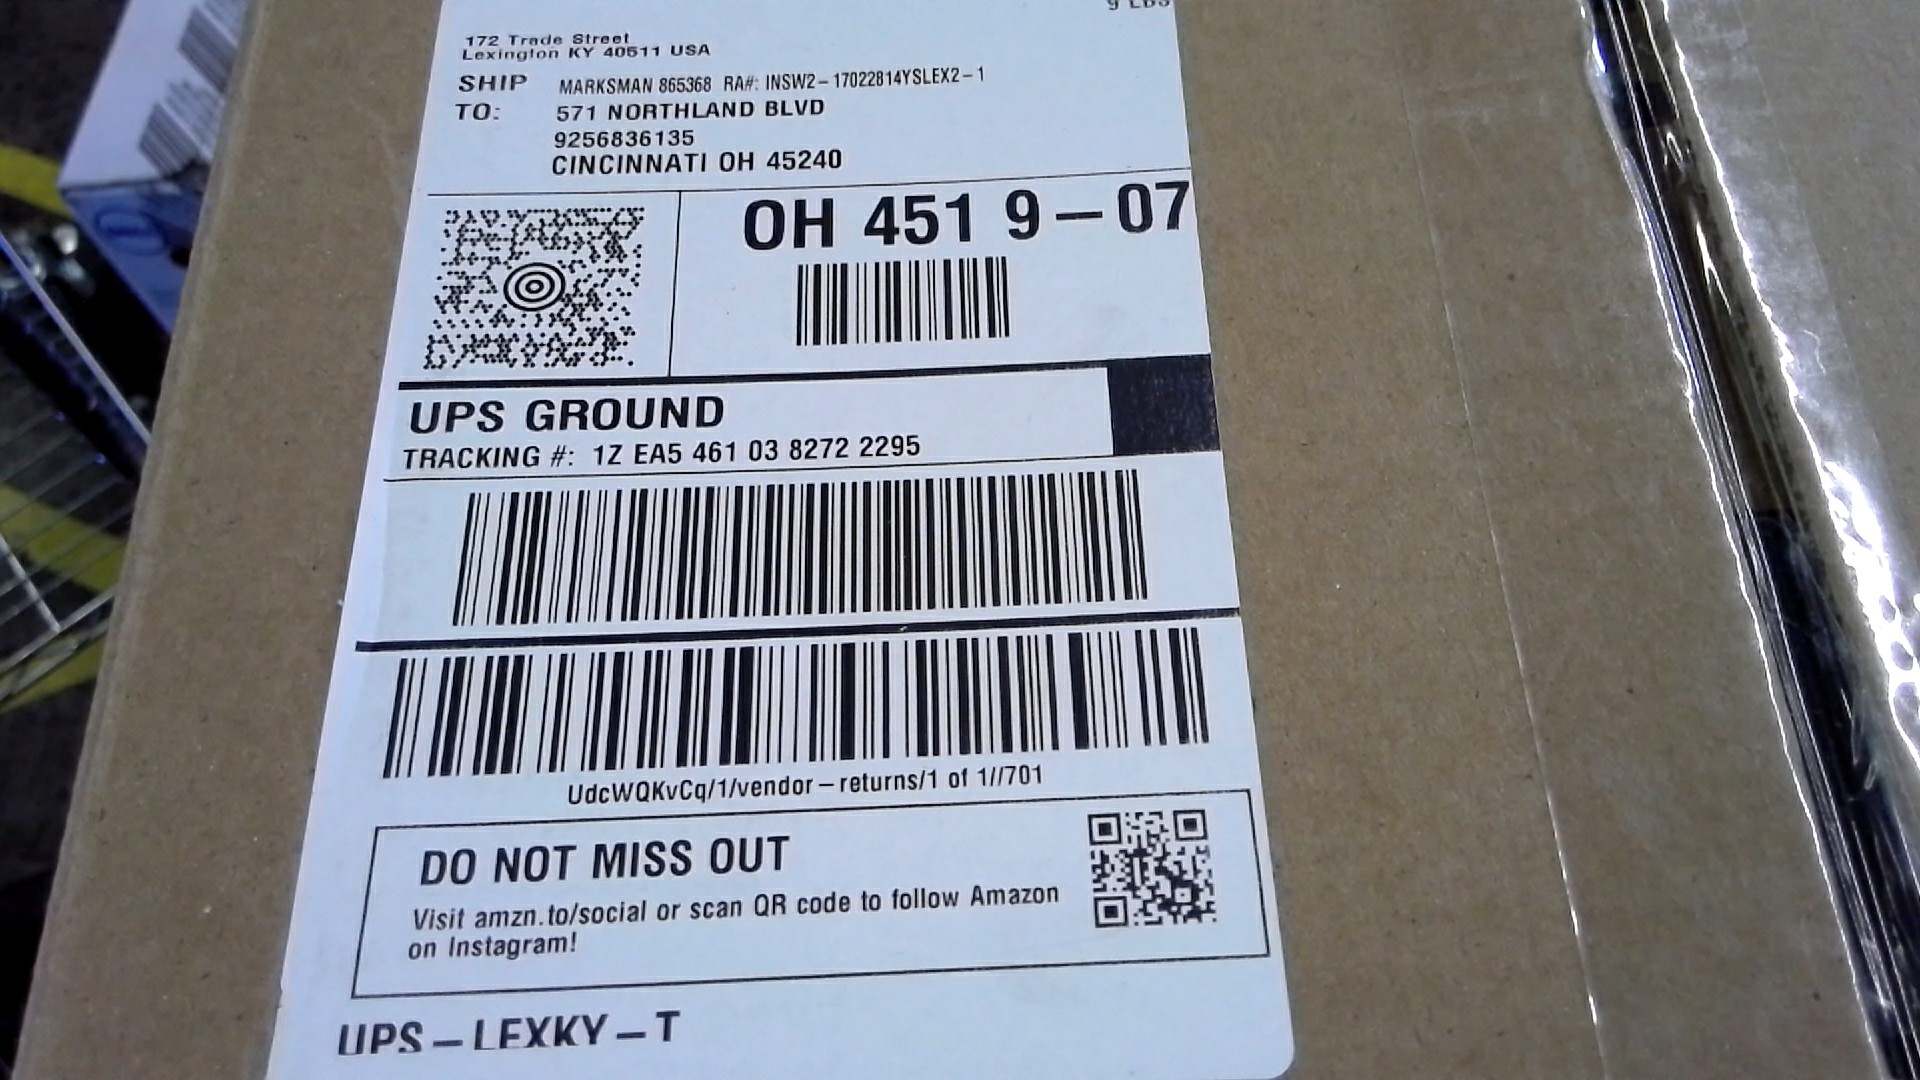 9 LBS
172 Trade Street
Lexington KY 40511 USA
SHIP MARKSMAN 865368 RA#: INSW2-17022814YSLEX2-1
TO: 571 NORTHLAND BLVD
9256836135
CINCINNATI OH 45240
OH 451 9-07
UPS GROUND
TRACKING #: 1Z EA5 461 03 8272 2295
UdcWQKvCq/1/vendor-returns/1 of 1//701
DO NOT MISS OUT
Visit amzn.to/social or scan QR code to follow Amazon
on Instagram!
UPS-LEXKY-T